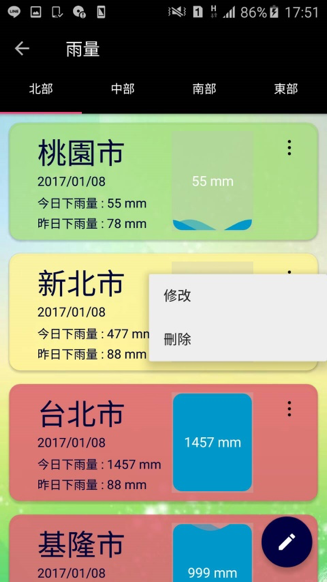 86% 17:51
雨量
北部 中部 南部 東部
桃園市
2017/01/08
今日下雨量 : 55 mm
昨日下雨量 : 78 mm
55 mm
新北市
2017/01/08
今日下雨量 : 477 mm
昨日下雨量 : 88 mm
修改
刪除
台北市
2017/01/08
今日下雨量 : 1457 mm
昨日下雨量 : 88 mm
1457 mm
基隆市
2017/01/08
999 mm